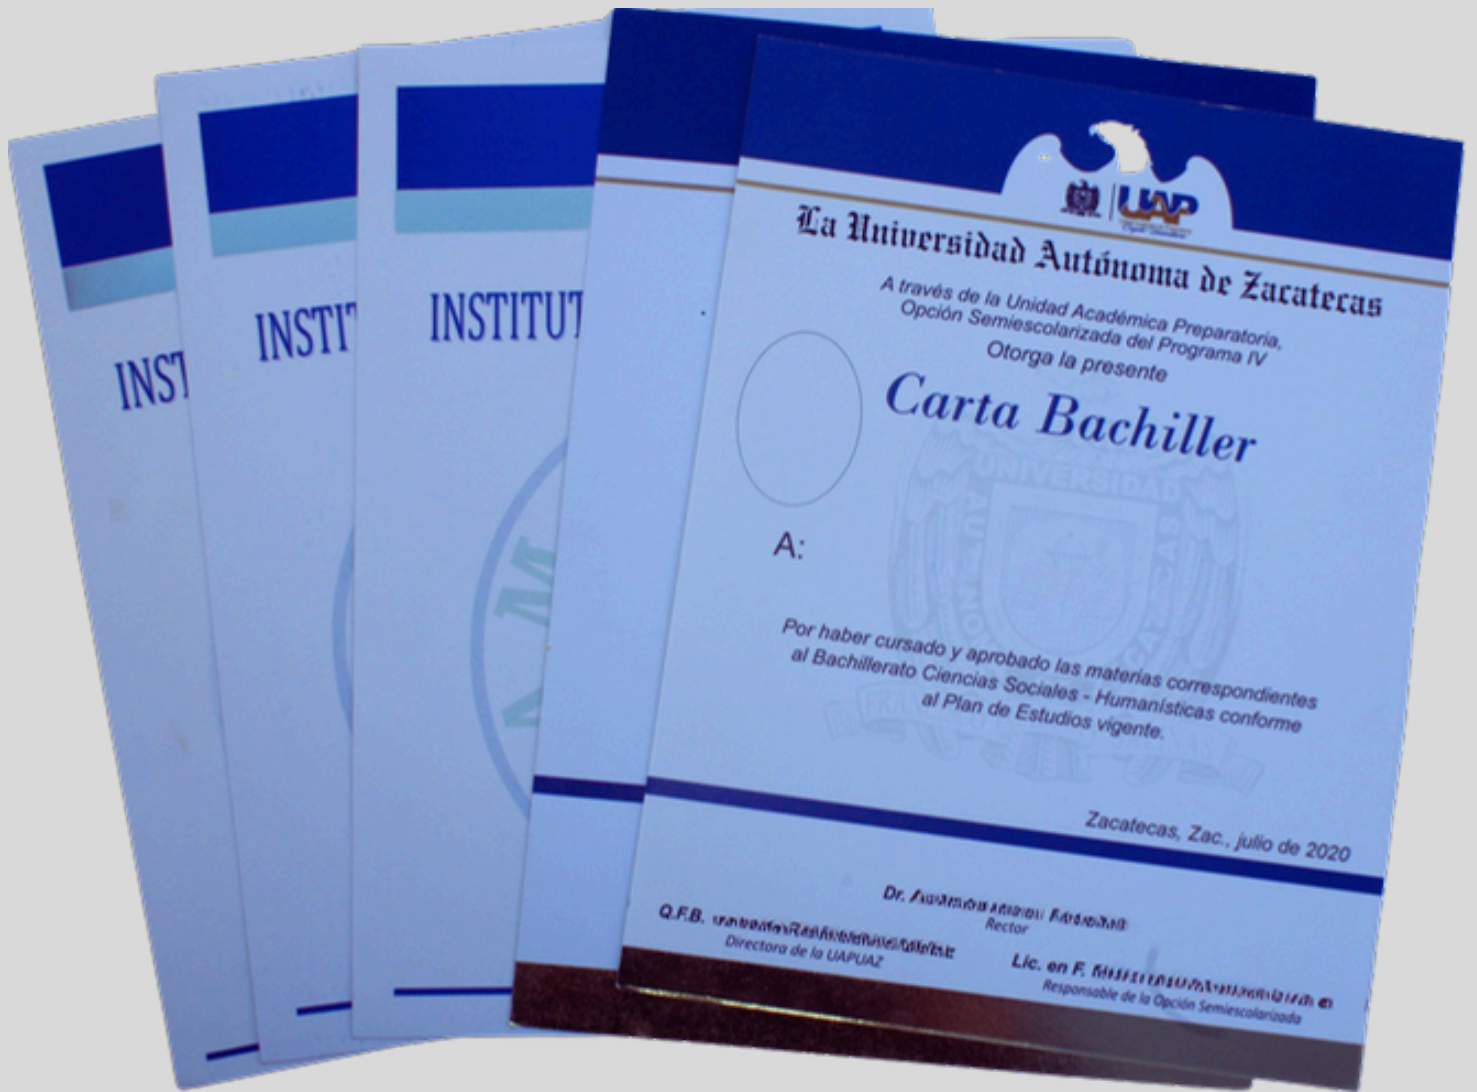 INST
INSTIT
INSTITUT
UAP
La Universidad Autónoma de Zacatecas
A través de la Unidad Académica Preparatoria,
Opción Semiescolarizada del Programa IV
Otorga la presente
Carta Bachiller
UNIVERSIDAD
A:
Por haber cursado y aprobado las materias correspondientes
al Bachillerato Ciencias Sociales - Humanísticas conforme
al Plan de Estudios vigente.
Zacatecas, Zac., julio de 2020
Dr.
Rector
Q.F.B.
Directora de la UAPUAZ
Lic. en F.
Responsable de la Opción Semiescolarizada